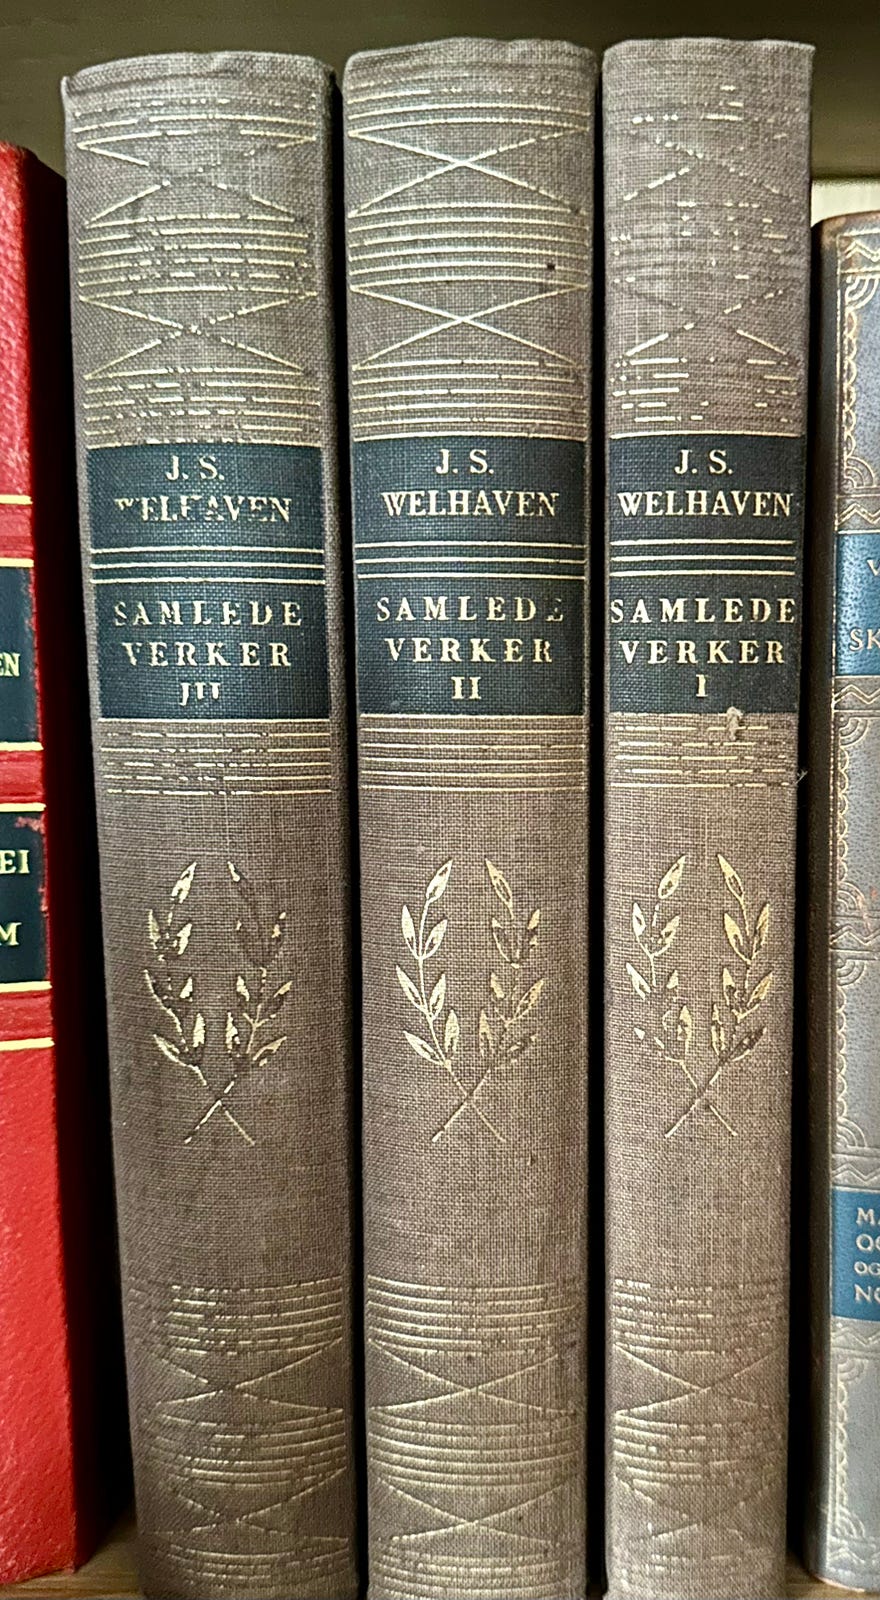 J. S.
WELHAVEN
SAMLEDE
VERKER
III
J. S.
WELHAVEN
SAMLEDE
VERKER
II
J. S.
WELHAVEN
SAMLEDE
VERKER
I